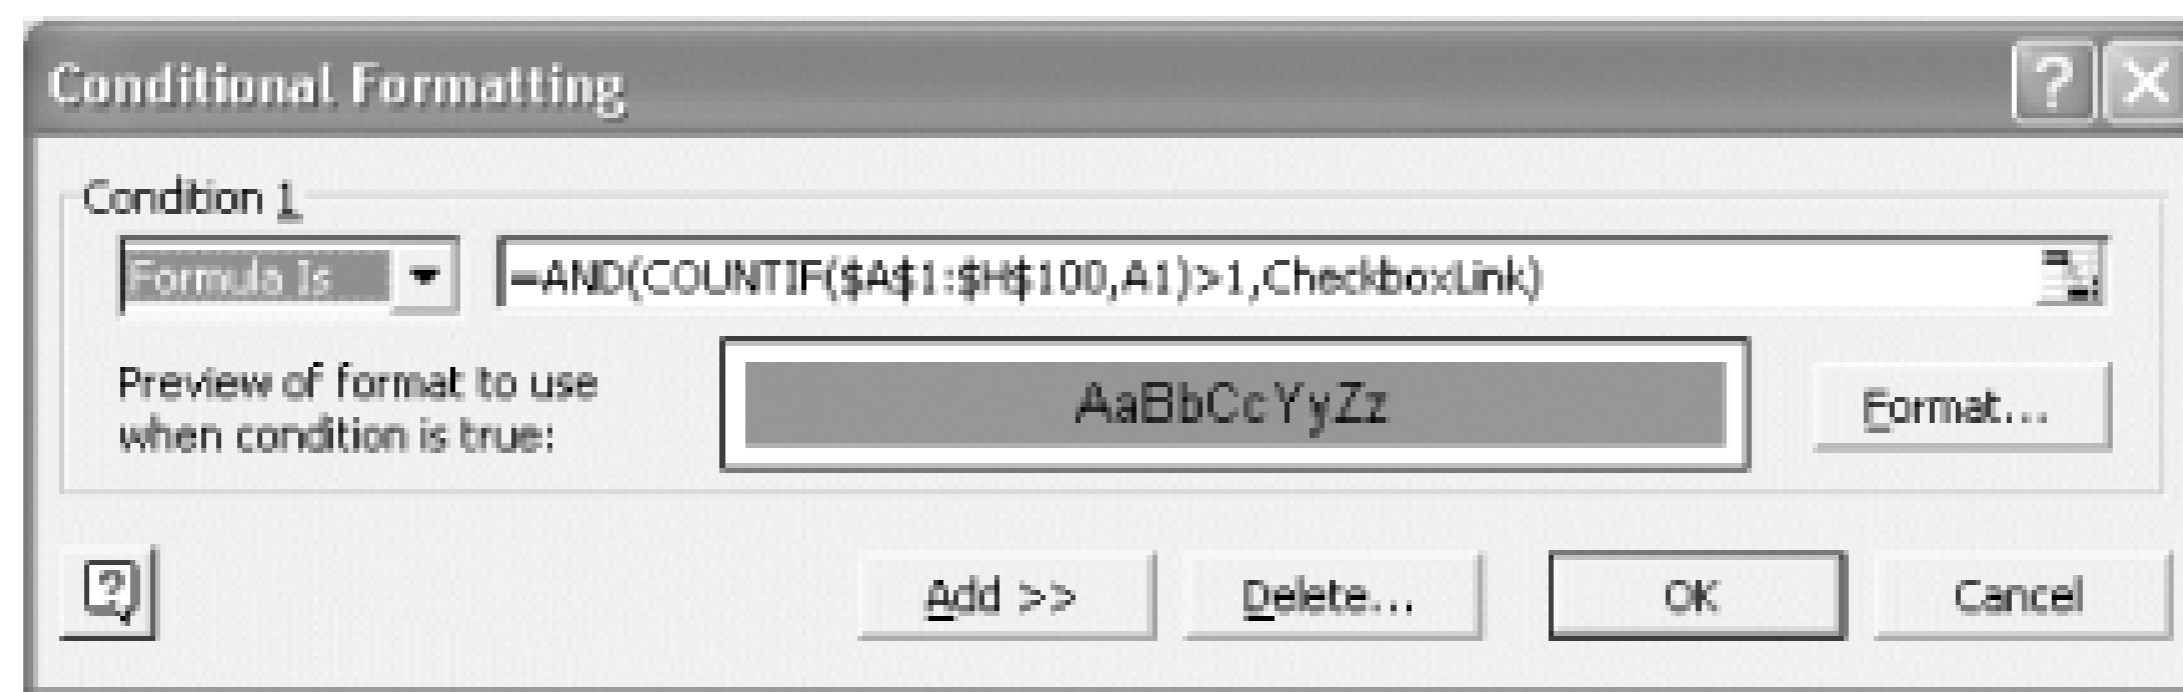 Conditional Formatting
Condition 1
Formula Is
=AND(COUNTIF($A$1:$H$100,A1)>1,CheckboxLink)
Preview of format to use
when condition is true:
AaBbCcYyZz
Format...
Add >>
Delete...
OK
Cancel